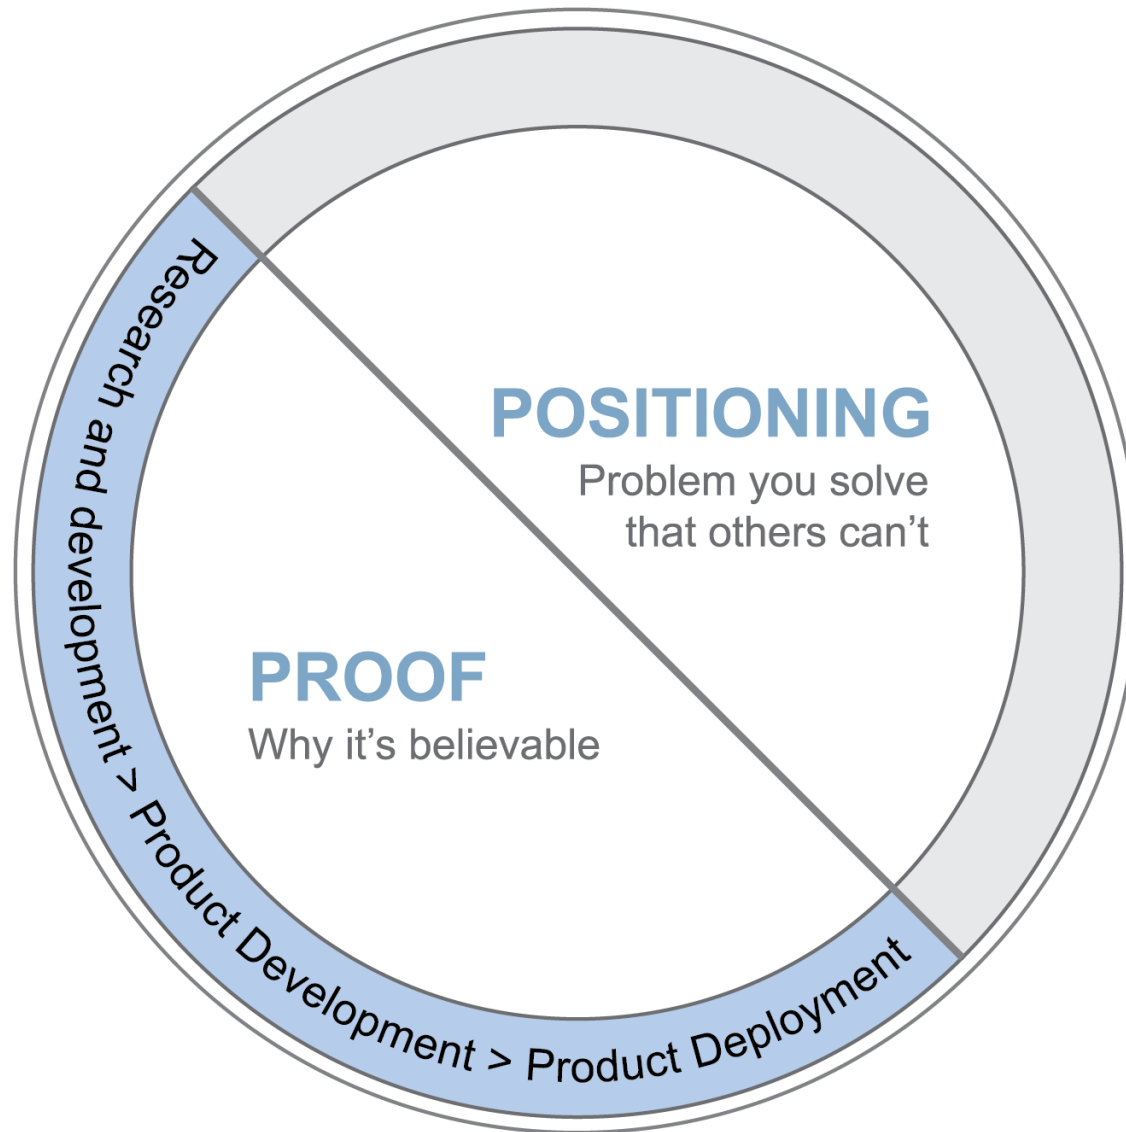 POSITIONING
Problem you solve
that others can’t
PROOF
Why it’s believable
Research and development > Product Development > Product Deployment